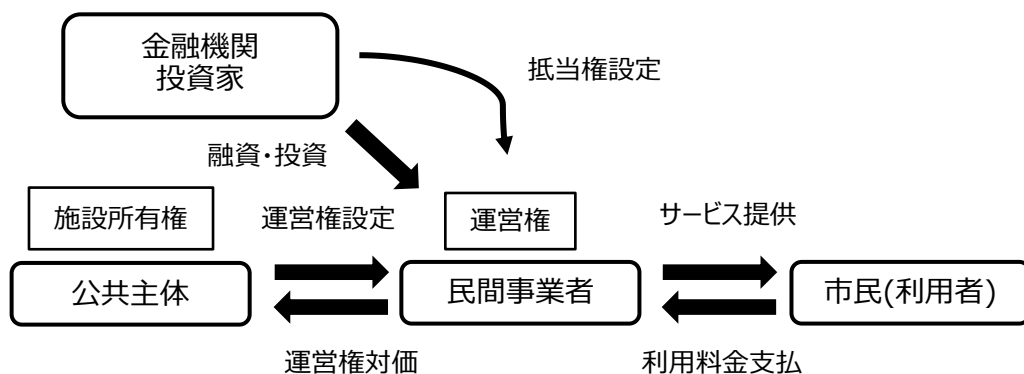 金融機関
投資家
抵当権設定
融資・投資
施設所有権
運営権設定
運営権
サービス提供
公共主体
民間事業者
市民(利用者)
運営権対価
利用料金支払